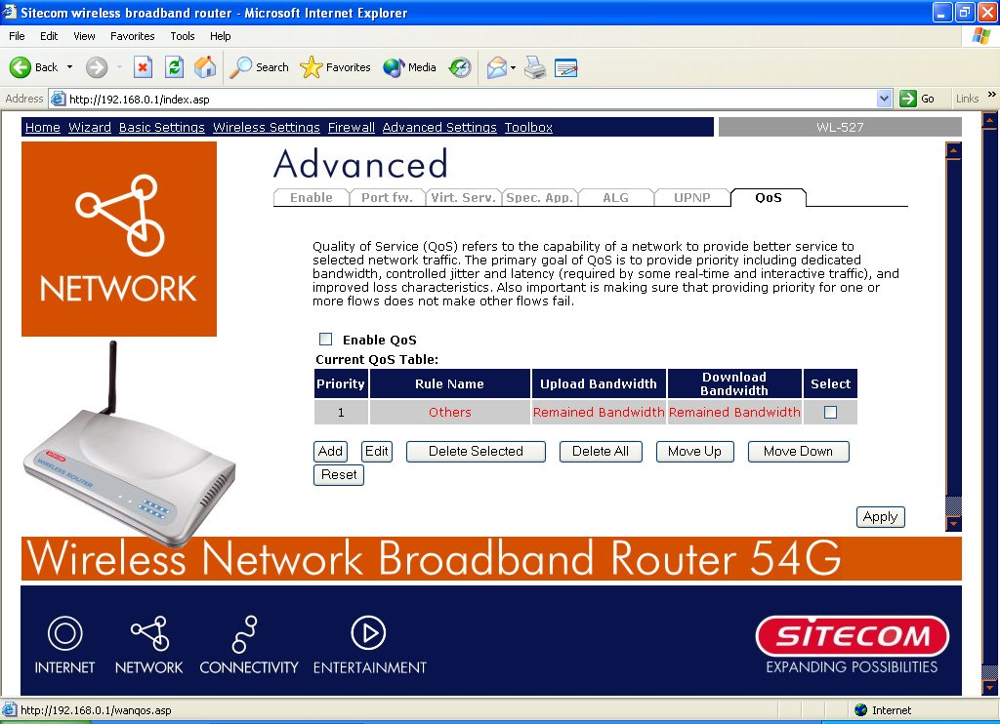 Sitecom wireless broadband router - Microsoft Internet Explorer
File Edit View Favorites Tools Help
Back Search Favorites Media
Address http://192.168.0.1/index.asp Go Links »
Home Wizard Basic Settings Wireless Settings Firewall Advanced Settings Toolbox WL-527
NETWORK
Advanced
Enable Port fw. Virt. Serv. Spec. App. ALG UPNP QoS
Quality of Service (QoS) refers to the capability of a network to provide better service to
selected network traffic. The primary goal of QoS is to provide priority including dedicated
bandwidth, controlled jitter and latency (required by some real-time and interactive traffic), and
improved loss characteristics. Also important is making sure that providing priority for one or
more flows does not make other flows fail.
Enable QoS
Current QoS Table:
Priority Rule Name Upload Bandwidth Download Bandwidth Select
1 Others Remained Bandwidth Remained Bandwidth
Add Edit Delete Selected Delete All Move Up Move Down
Reset
Apply
SITECOM
WIRELESS ROUTER
Wireless Network Broadband Router 54G
INTERNET NETWORK CONNECTIVITY ENTERTAINMENT
SITECOM
EXPANDING POSSIBILITIES
http://192.168.0.1/wanqos.asp Internet